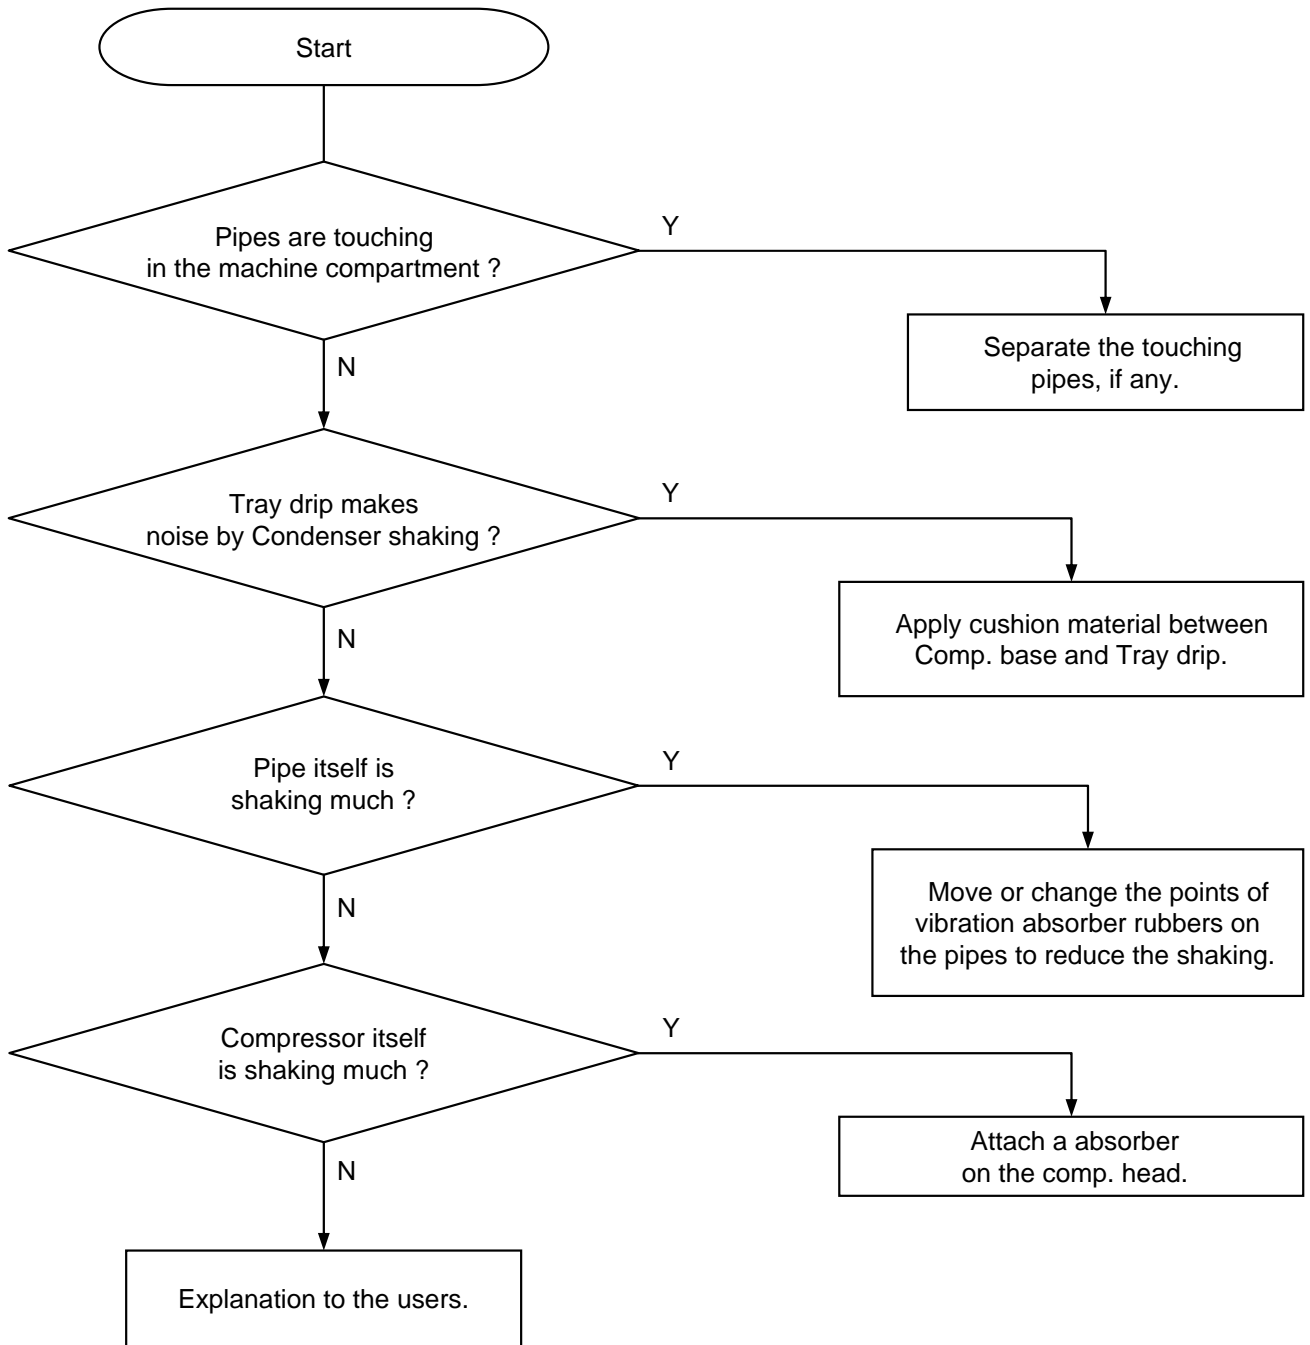 Start
Pipes are touching
in the machine compartment ?
Y
Separate the touching
pipes, if any.
N
Tray drip makes
noise by Condenser shaking ?
Y
Apply cushion material between
Comp. base and Tray drip.
N
Pipe itself is
shaking much ?
Y
Move or change the points of
vibration absorber rubbers on
the pipes to reduce the shaking.
N
Compressor itself
is shaking much ?
Y
Attach a absorber
on the comp. head.
N
Explanation to the users.